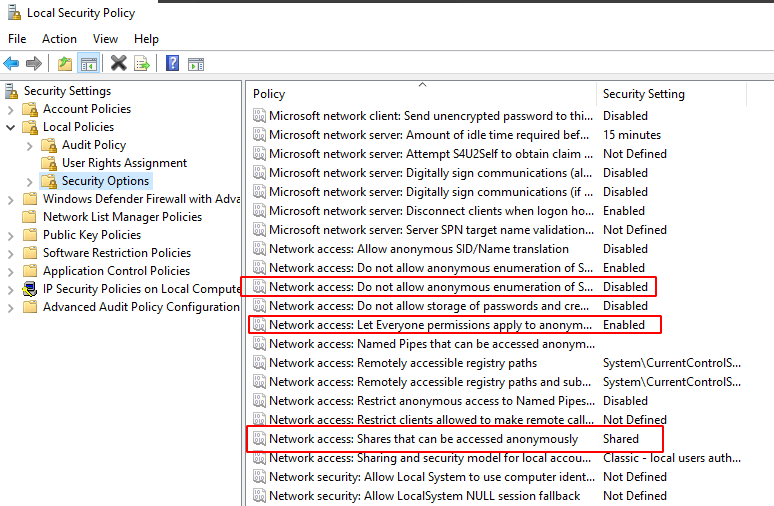 Local Security Policy
File Action View Help
Security Settings
Account Policies
Local Policies
Audit Policy
User Rights Assignment
Security Options
Windows Defender Firewall with Adva
Network List Manager Policies
Public Key Policies
Software Restriction Policies
Application Control Policies
IP Security Policies on Local Compute
Advanced Audit Policy Configuration
Policy Security Setting
Microsoft network client: Send unencrypted password to thi... Disabled
Microsoft network server: Amount of idle time required bef... 15 minutes
Microsoft network server: Attempt S4U2Self to obtain claim ... Not Defined
Microsoft network server: Digitally sign communications (al... Disabled
Microsoft network server: Digitally sign communications (if ... Disabled
Microsoft network server: Disconnect clients when logon ho... Enabled
Microsoft network server: Server SPN target name validation... Not Defined
Network access: Allow anonymous SID/Name translation Disabled
Network access: Do not allow anonymous enumeration of S... Enabled
Network access: Do not allow anonymous enumeration of S... Disabled
Network access: Do not allow storage of passwords and cre... Disabled
Network access: Let Everyone permissions apply to anonym... Enabled
Network access: Named Pipes that can be accessed anonym...
Network access: Remotely accessible registry paths System\CurrentControlS...
Network access: Remotely accessible registry paths and sub... System\CurrentControlS...
Network access: Restrict anonymous access to Named Pipes... Disabled
Network access: Restrict clients allowed to make remote call... Not Defined
Network access: Shares that can be accessed anonymously Shared
Network access: Sharing and security model for local accou... Classic - local users auth...
Network security: Allow Local System to use computer ident... Not Defined
Network security: Allow LocalSystem NULL session fallback Not Defined